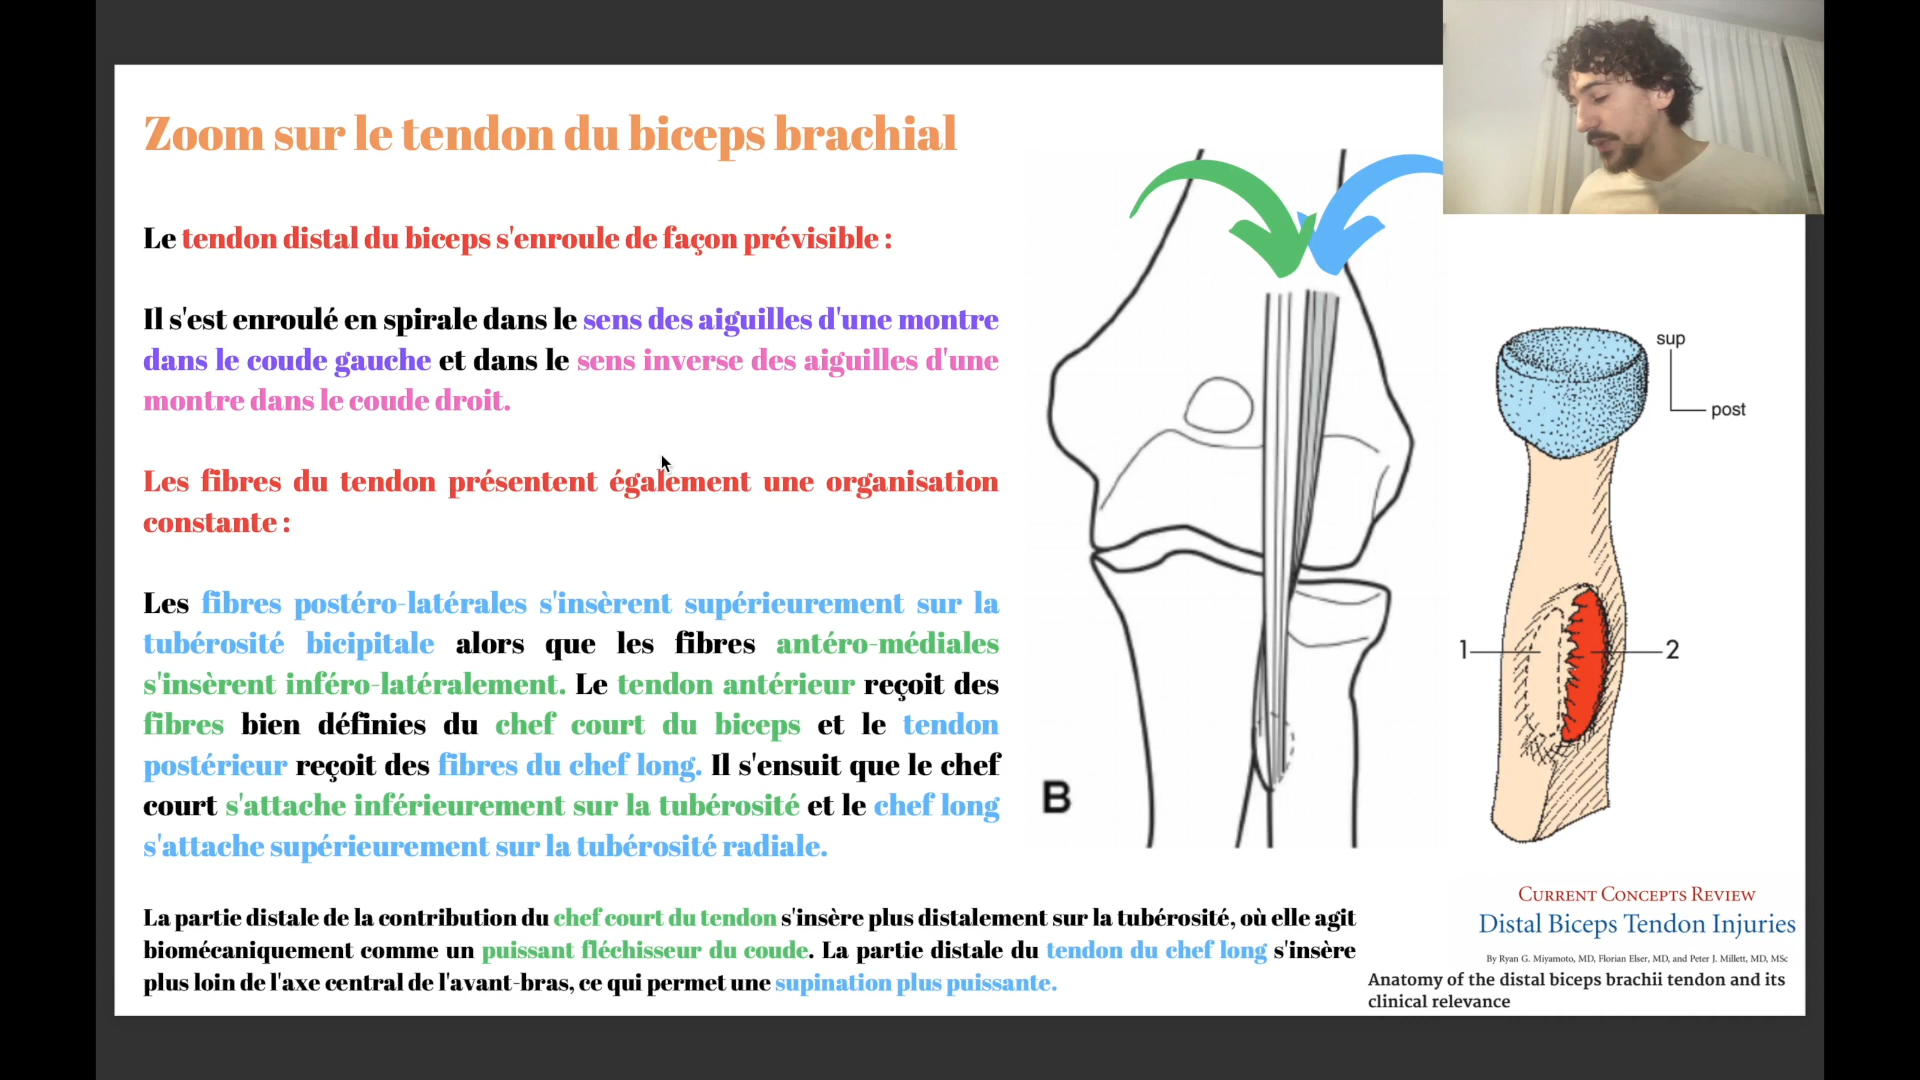 Zoom sur le tendon du biceps brachial
Le tendon distal du biceps s'enroule de façon prévisible :
Il s'est enroulé en spirale dans le sens des aiguilles d'une montre
dans le coude gauche et dans le sens inverse des aiguilles d'une
montre dans le coude droit.
Les fibres du tendon présentent également une organisation
constante :
Les fibres postéro-latérales s'insèrent supérieurement sur la
tubérosité bicipitale alors que les fibres antéro-médiales
s'insèrent inféro-latéralement. Le tendon antérieur reçoit des
fibres bien définies du chef court du biceps et le tendon
postérieur reçoit des fibres du chef long. Il s'ensuit que le chef
court s'attache inférieurement sur la tubérosité et le chef long
s'attache supérieurement sur la tubérosité radiale.
La partie distale de la contribution du chef court du tendon s'insère plus distalement sur la tubérosité, où elle agit
biomécaniquement comme un puissant fléchisseur du coude. La partie distale du tendon du chef long s'insère
plus loin de l'axe central de l'avant-bras, ce qui permet une supination plus puissante.
B
sup
post
1
2
Current Concepts Review
Distal Biceps Tendon Injuries
By Ryan G. Miyamoto, MD, Florian Elser, MD, and Peter J. Millett, MD, MSc
Anatomy of the distal biceps brachii tendon and its
clinical relevance